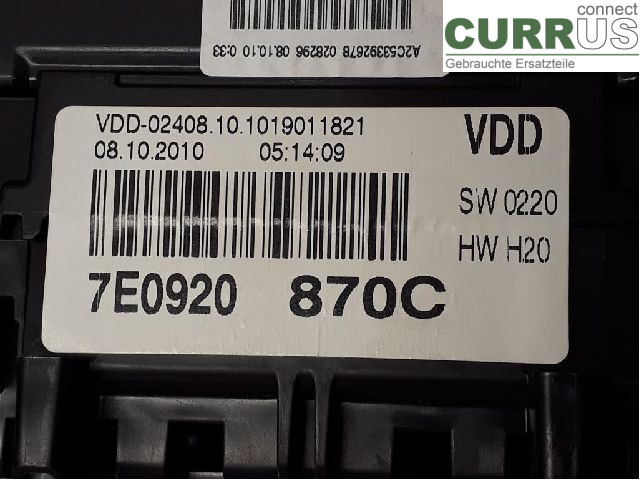 connect
CURRUS
Gebrauchte Ersatzteile
A2C53392678 028296 08.10.10 0:33
VDD-02408.10.1019011821
08.10.2010 05:14:09
VDD
SW 0220
HW H20
7E0920 870C